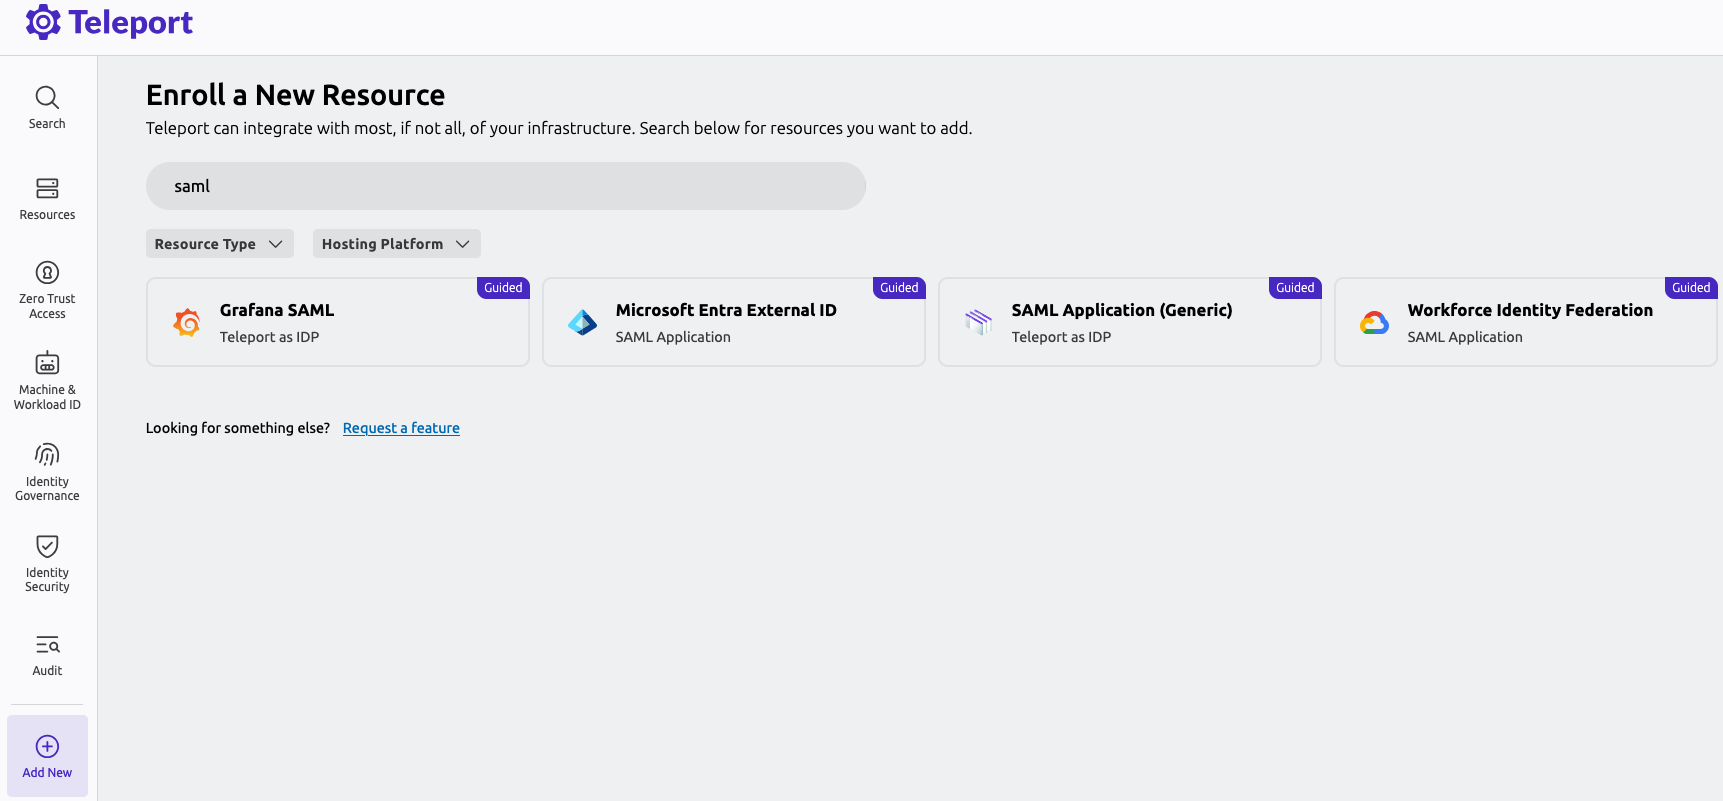 Teleport
Search
Resources
Zero Trust
Access
Machine &
Workload ID
Identity
Governance
Identity
Security
Audit
Add New
Enroll a New Resource
Teleport can integrate with most, if not all, of your infrastructure. Search below for resources you want to add.
saml
Resource Type
Hosting Platform
Guided
Grafana SAML
Teleport as IDP
Guided
Microsoft Entra External ID
SAML Application
Guided
SAML Application (Generic)
Teleport as IDP
Guided
Workforce Identity Federation
SAML Application
Looking for something else? Request a feature